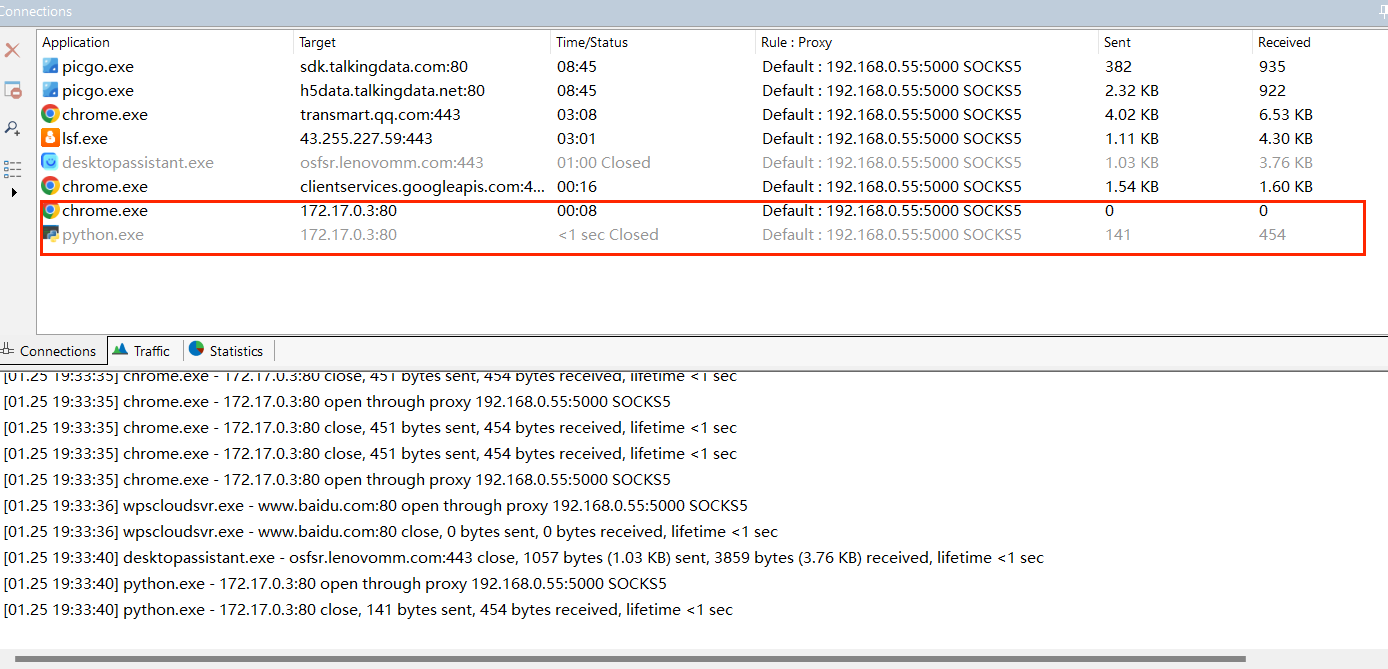 Connections
Application Target Time/Status Rule : Proxy Sent Received
picgo.exe sdk.talkingdata.com:80 08:45 Default : 192.168.0.55:5000 SOCKS5 382 935
picgo.exe h5data.talkingdata.net:80 08:45 Default : 192.168.0.55:5000 SOCKS5 2.32 KB 922
chrome.exe transmart.qq.com:443 03:08 Default : 192.168.0.55:5000 SOCKS5 4.02 KB 6.53 KB
lsf.exe 43.255.227.59:443 03:01 Default : 192.168.0.55:5000 SOCKS5 1.11 KB 4.30 KB
desktopassistant.exe osfsr.lenovomm.com:443 01:00 Closed Default : 192.168.0.55:5000 SOCKS5 1.03 KB 3.76 KB
chrome.exe clientservices.googleapis.com:4... 00:16 Default : 192.168.0.55:5000 SOCKS5 1.54 KB 1.60 KB
chrome.exe 172.17.0.3:80 00:08 Default : 192.168.0.55:5000 SOCKS5 0 0
python.exe 172.17.0.3:80 <1 sec Closed Default : 192.168.0.55:5000 SOCKS5 141 454
Connections Traffic Statistics
[01.25 19:33:35] chrome.exe - 172.17.0.3:80 close, 451 bytes sent, 454 bytes received, lifetime <1 sec
[01.25 19:33:35] chrome.exe - 172.17.0.3:80 open through proxy 192.168.0.55:5000 SOCKS5
[01.25 19:33:35] chrome.exe - 172.17.0.3:80 close, 451 bytes sent, 454 bytes received, lifetime <1 sec
[01.25 19:33:35] chrome.exe - 172.17.0.3:80 close, 451 bytes sent, 454 bytes received, lifetime <1 sec
[01.25 19:33:35] chrome.exe - 172.17.0.3:80 open through proxy 192.168.0.55:5000 SOCKS5
[01.25 19:33:36] wpscloudsvr.exe - www.baidu.com:80 open through proxy 192.168.0.55:5000 SOCKS5
[01.25 19:33:36] wpscloudsvr.exe - www.baidu.com:80 close, 0 bytes sent, 0 bytes received, lifetime <1 sec
[01.25 19:33:40] desktopassistant.exe - osfsr.lenovomm.com:443 close, 1057 bytes (1.03 KB) sent, 3859 bytes (3.76 KB) received, lifetime <1 sec
[01.25 19:33:40] python.exe - 172.17.0.3:80 open through proxy 192.168.0.55:5000 SOCKS5
[01.25 19:33:40] python.exe - 172.17.0.3:80 close, 141 bytes sent, 454 bytes received, lifetime <1 sec